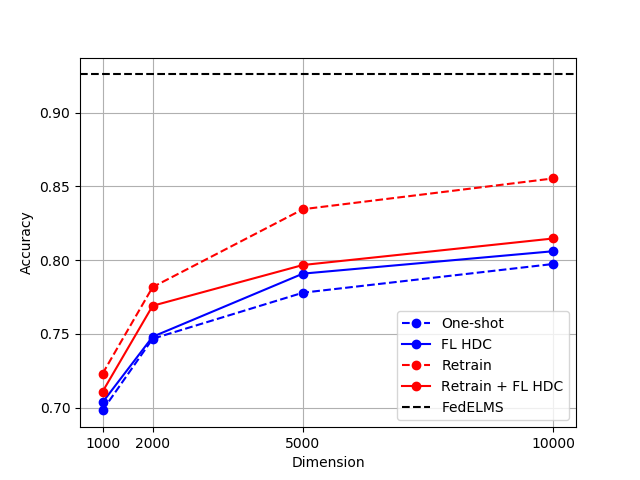 0.90
0.85
0.80
0.75
0.70
Accuracy
1000 2000 5000 10000
Dimension
One-shot
FL HDC
Retrain
Retrain + FL HDC
FedELMS